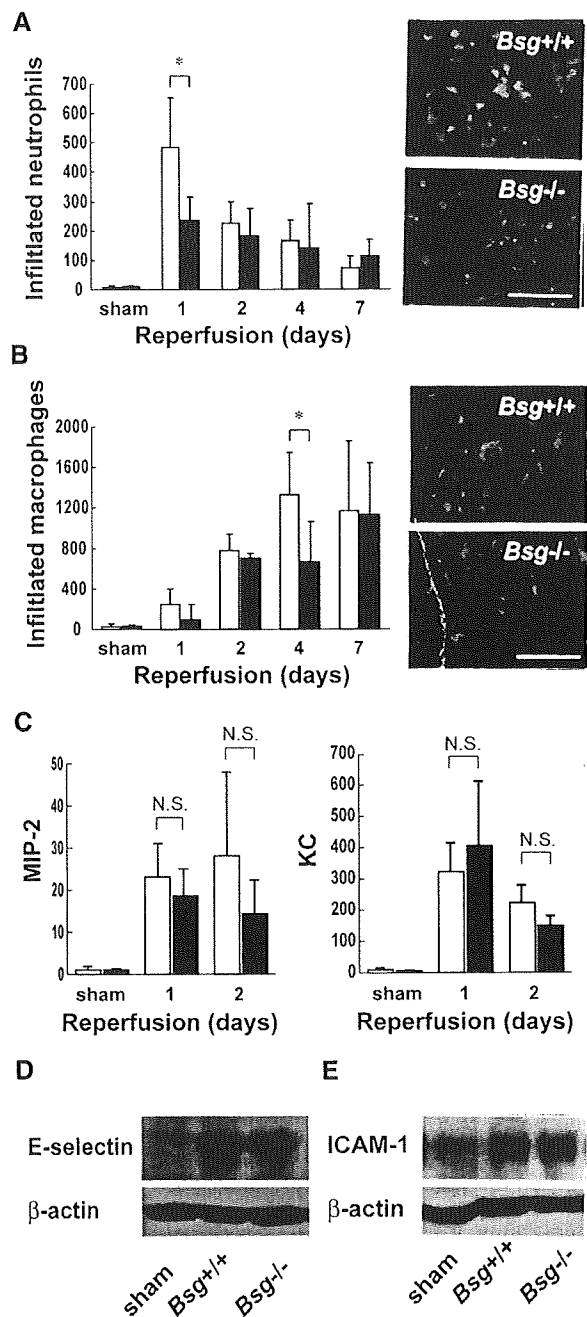 A
Infiltlated neutrophils
700
600
500
400
300
200
100
0
*
sham 1 2 4 7
Reperfusion (days)
Bsg+/+
Bsg-/-
B
Infiltlated macrophages
2000
1600
1200
800
400
0
*
sham 1 2 4 7
Reperfusion (days)
Bsg+/+
Bsg-/-
C
MIP-2
50
40
30
20
10
0
N.S.
N.S.
sham 1 2
Reperfusion (days)
KC
700
600
500
400
300
200
100
0
N.S.
N.S.
sham 1 2
Reperfusion (days)
D
E-selectin
β-actin
sham Bsg+/+ Bsg-/-
E
ICAM-1
β-actin
sham Bsg+/+ Bsg-/-